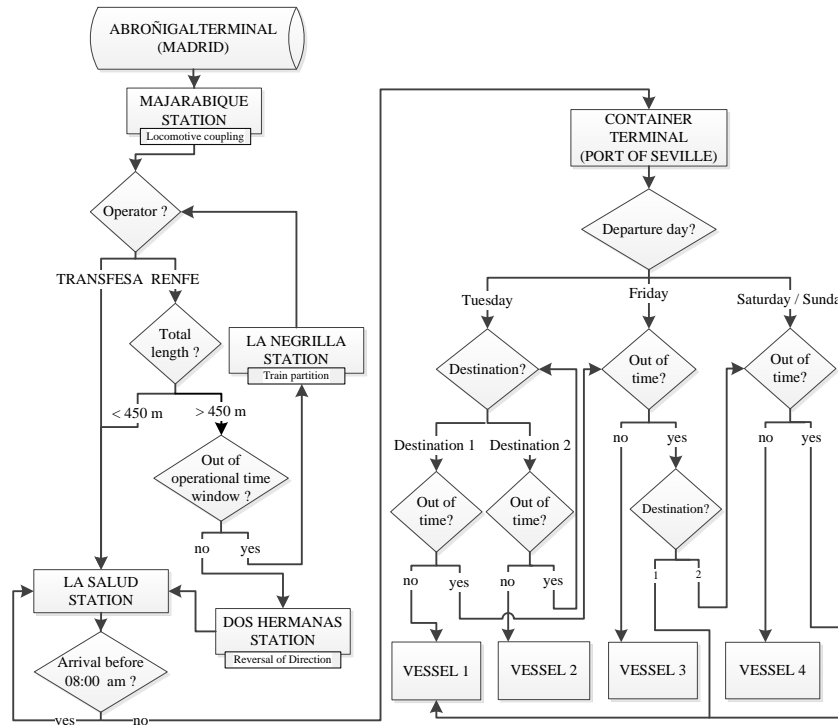 ABROÑIGALTERMINAL
(MADRID)
MAJARABIQUE
STATION
Locomotive coupling
Operator ?
TRANSFESA
RENFE
Total
length ?
LA NEGRILLA
STATION
Train partition
< 450 m
> 450 m
Out of
operational time
window ?
no
yes
LA SALUD
STATION
DOS HERMANAS
STATION
Reversal of Direction
Arrival before
08:00 am ?
yes
no
CONTAINER
TERMINAL
(PORT OF SEVILLE)
Departure day?
Tuesday
Friday
Saturday / Sunda
Destination?
Out of
time?
Out of
time?
Destination 1
Destination 2
no
yes
no
yes
Out of
time?
Out of
time?
Destination?
no
yes
no
yes
1
2
VESSEL 1
VESSEL 2
VESSEL 3
VESSEL 4